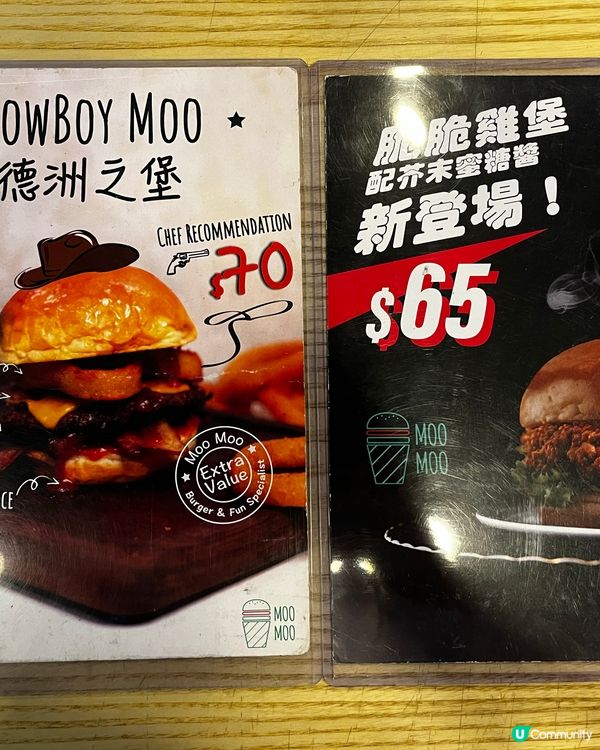 OWBOY MOO
德洲之堡
CHEF RECOMMENDATION
$70
Moo Moo
Extra
Value
Burger & Fun Specialist
CE
MOO
MOO
脆脆雞堡
配芥末蜜糖醬
新登場！
$65
MOO
MOO
U Community